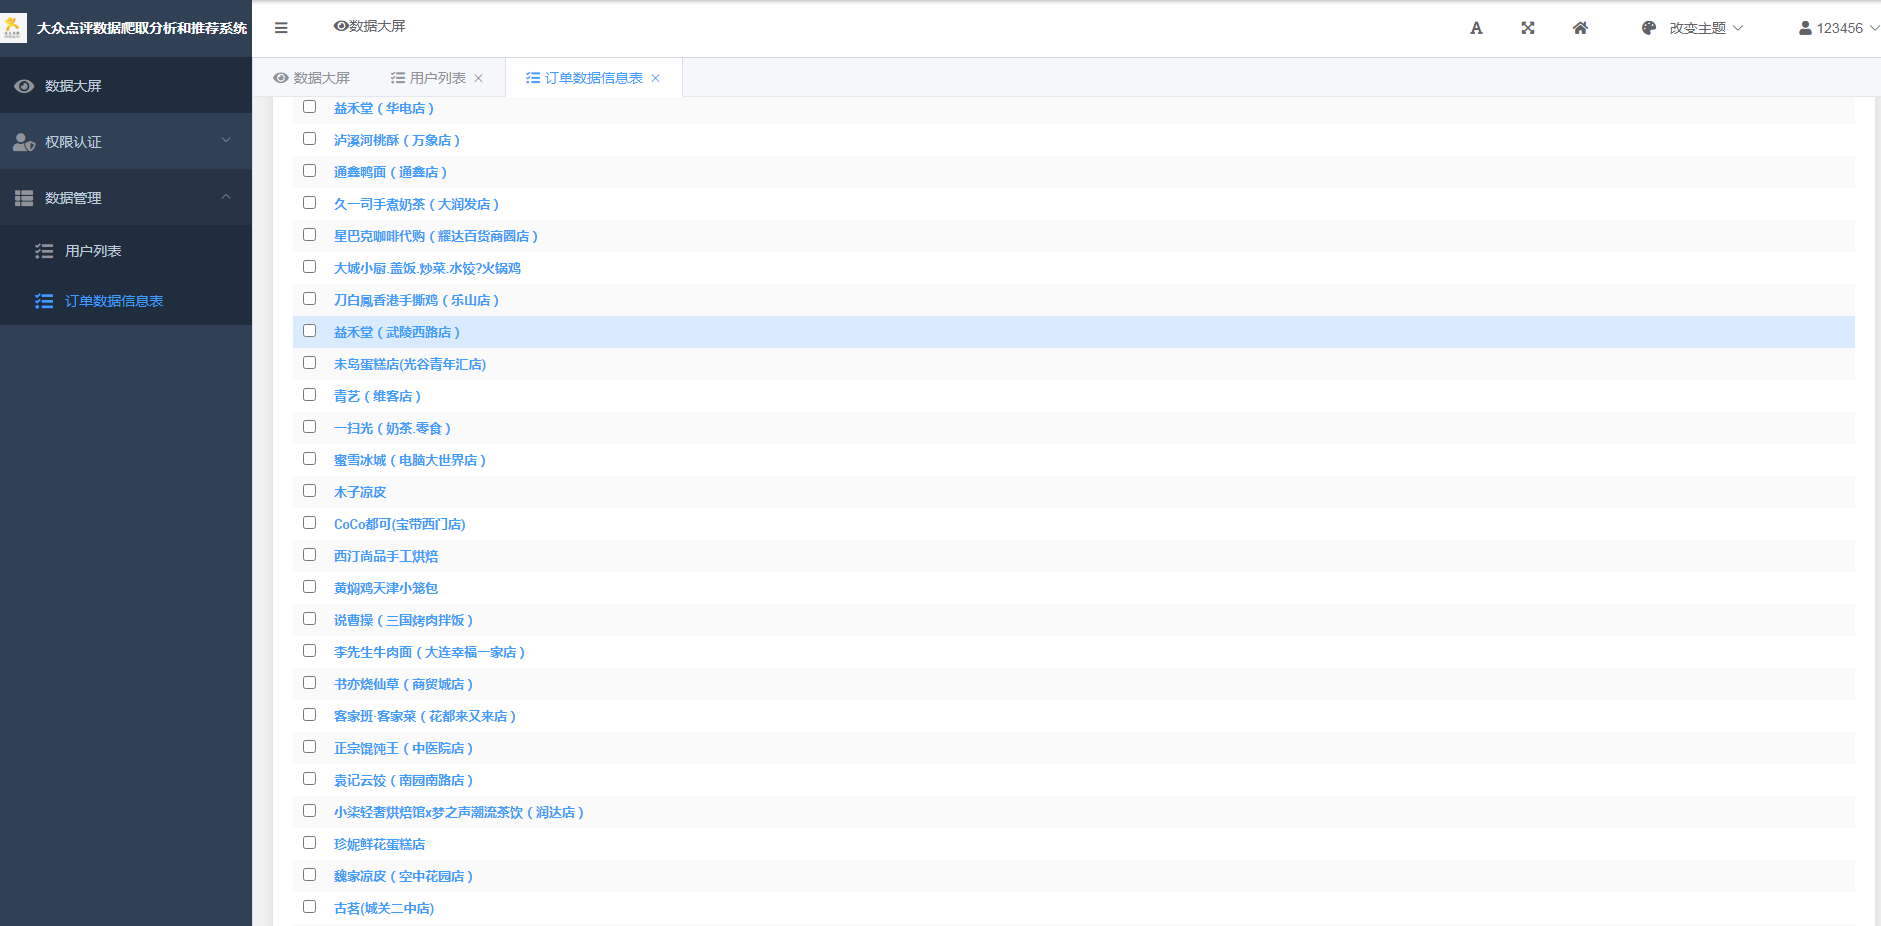 大众点评数据爬取分析和推荐系统
数据大屏
权限认证
数据管理
用户列表
订单数据信息表
数据大屏
A
改变主题
123456
数据大屏
用户列表
订单数据信息表
益禾堂（华电店）
泸溪河桃酥（万象店）
通鑫鸭面（通鑫店）
久一司手煮奶茶（大润发店）
星巴克咖啡代购（耀达百货商圈店）
大城小厨.盖饭.炒菜.水饺?火锅鸡
刀白鳯香港手撕鸡（乐山店）
益禾堂（武陵西路店）
未鸟蛋糕店(光谷青年汇店)
青艺（维客店）
一扫光（奶茶.零食）
蜜雪冰城（电脑大世界店）
木子凉皮
CoCo都可(宝带西门店)
西汀尚品手工烘焙
黄焖鸡天津小笼包
说曹操（三国烤肉拌饭）
李先生牛肉面（大连幸福一家店）
书亦烧仙草（商贸城店）
客家班·客家菜（花都来又来店）
正宗馄饨王（中医院店）
袁记云饺（南园南路店）
小柒轻奢烘焙馆x梦之声潮流茶饮（润达店）
珍妮鲜花蛋糕店
魏家凉皮（空中花园店）
古茗(城关二中店)